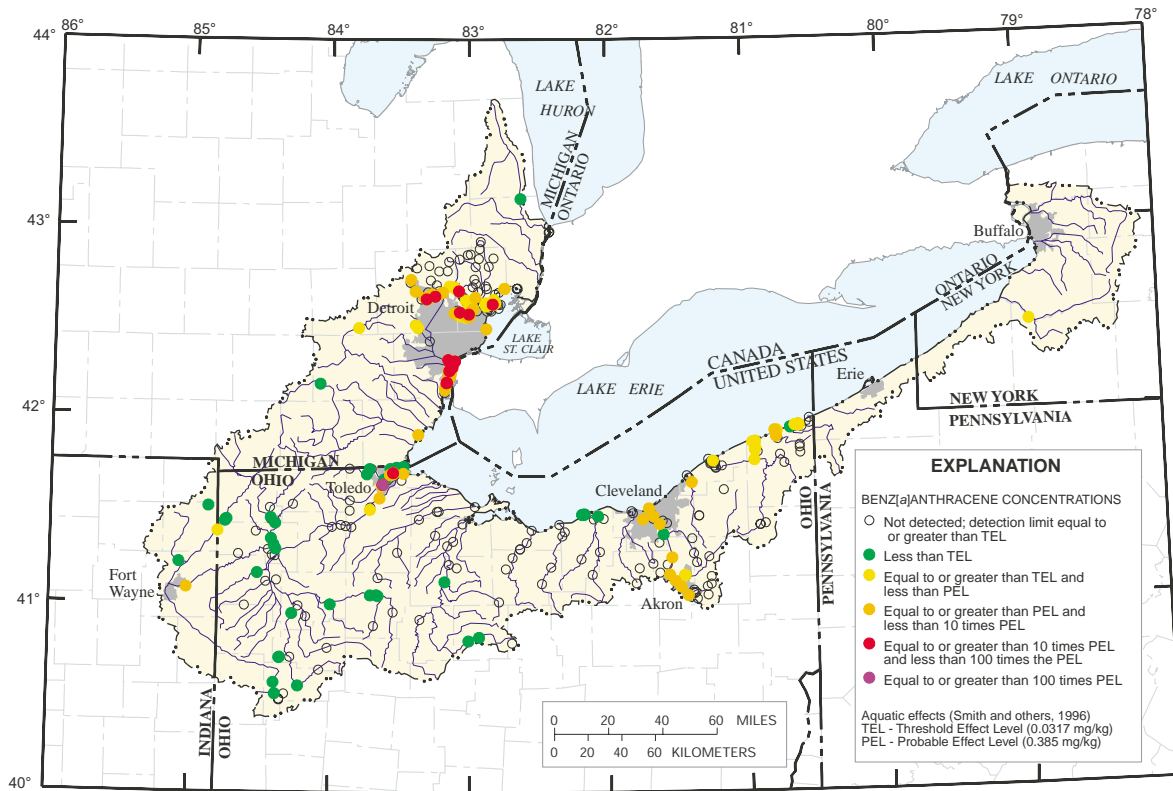 86°
85°
84°
83°
82°
81°
80°
79°
78°
44°
43°
42°
41°
40°
LAKE
HURON
MICHIGAN
ONTARIO
LAKE ONTARIO
Buffalo
ONTARIO
NEW YORK
Detroit
LAKE
ST. CLAIR
CANADA
UNITED STATES
LAKE ERIE
Erie
NEW YORK
PENNSYLVANIA
MICHIGAN
OHIO
Toledo
Cleveland
Akron
OHIO
PENNSYLVANIA
Fort
Wayne
INDIANA
OHIO
0 20 40 60 MILES
0 20 40 60 KILOMETERS
EXPLANATION
BENZ[a]ANTHRACENE CONCENTRATIONS
Not detected; detection limit equal to
or greater than TEL
Less than TEL
Equal to or greater than TEL and
less than PEL
Equal to or greater than PEL and
less than 10 times PEL
Equal to or greater than 10 times PEL
and less than 100 times the PEL
Equal to or greater than 100 times PEL
Aquatic effects (Smith and others, 1996)
TEL - Threshold Effect Level (0.0317 mg/kg)
PEL - Probable Effect Level (0.385 mg/kg)